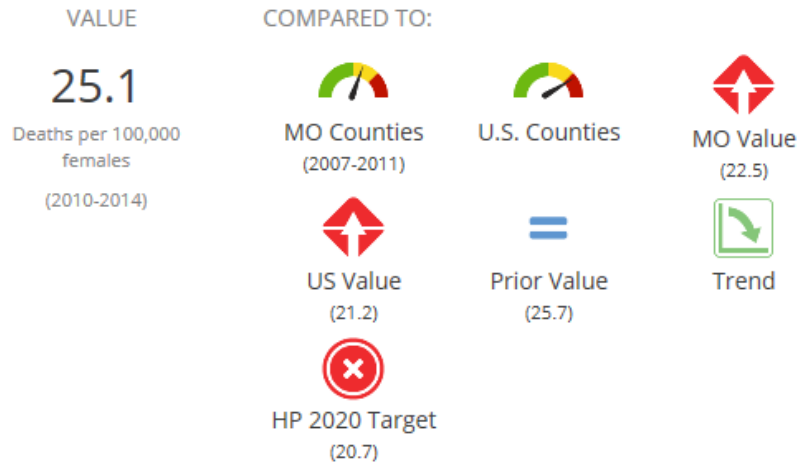 VALUE
COMPARED TO:
25.1
Deaths per 100,000
females
(2010-2014)
MO Counties
(2007-2011)
U.S. Counties
MO Value
(22.5)
US Value
(21.2)
Prior Value
(25.7)
Trend
HP 2020 Target
(20.7)